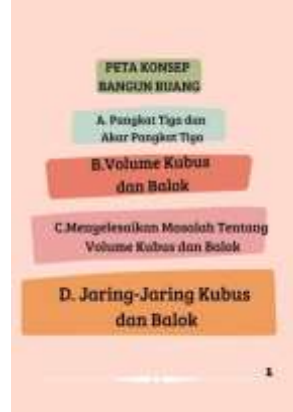 PETA KONSEP
BANGUN RUANG
A. Pangkat Tiga dan
Akar Pangkat Tiga
B.Volume Kubus
dan Balok
C.Menyelesaikan Masalah Tentang
Volume Kubus dan Balok
D. Jaring-Jaring Kubus
dan Balok
1